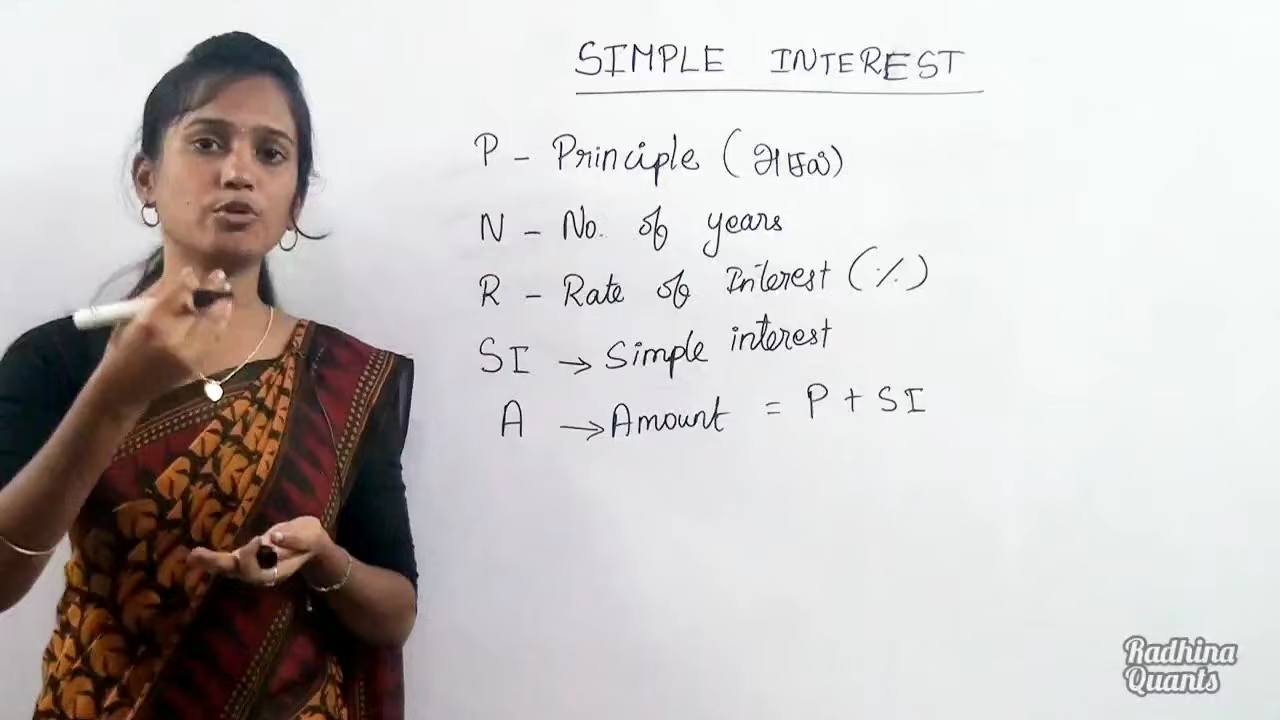 SIMPLE INTEREST
P - Principle (அசல்)
N - No. of years
R - Rate of Interest (%)
SI → Simple interest
A → Amount = P + SI
Radhina
Quants